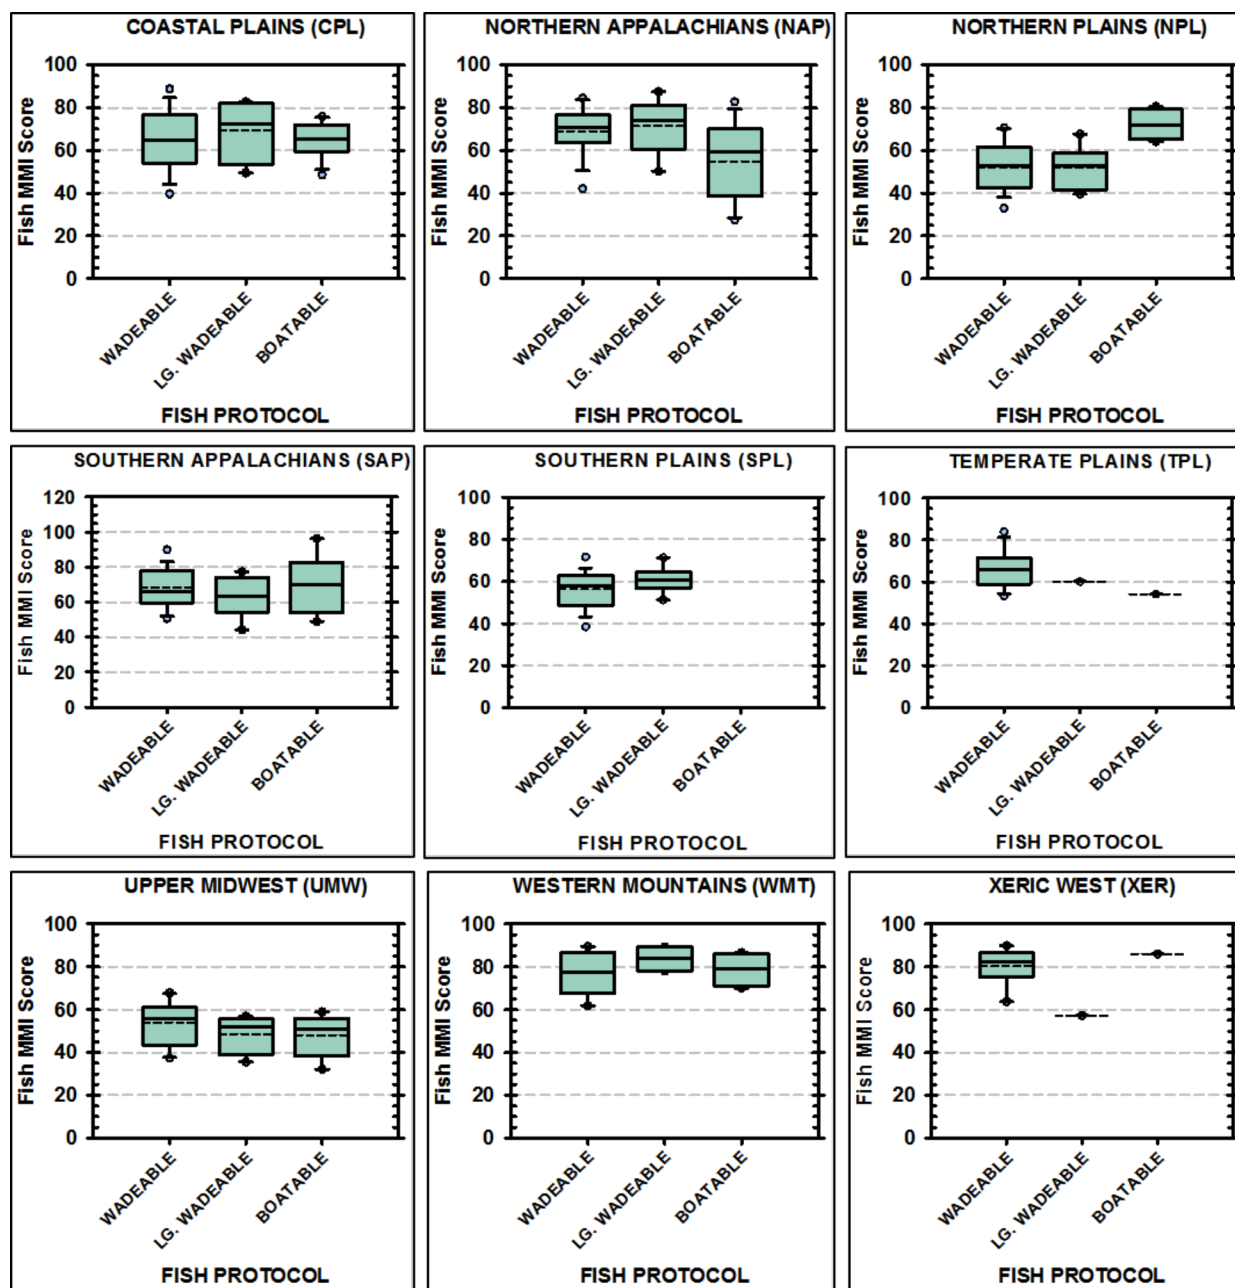 COASTAL PLAINS (CPL)
Fish MMI Score
100
80
60
40
20
0
WADEABLE
LG. WADEABLE
BOATABLE
FISH PROTOCOL
NORTHERN APPALACHIANS (NAP)
Fish MMI Score
100
80
60
40
20
0
WADEABLE
LG. WADEABLE
BOATABLE
FISH PROTOCOL
NORTHERN PLAINS (NPL)
Fish MMI Score
100
80
60
40
20
0
WADEABLE
LG. WADEABLE
BOATABLE
FISH PROTOCOL
SOUTHERN APPALACHIANS (SAP)
Fish MMI Score
120
100
80
60
40
20
0
WADEABLE
LG. WADEABLE
BOATABLE
FISH PROTOCOL
SOUTHERN PLAINS (SPL)
Fish MMI Score
100
80
60
40
20
0
WADEABLE
LG. WADEABLE
BOATABLE
FISH PROTOCOL
TEMPERATE PLAINS (TPL)
Fish MMI Score
100
80
60
40
20
0
WADEABLE
LG. WADEABLE
BOATABLE
FISH PROTOCOL
UPPER MIDWEST (UMW)
Fish MMI Score
100
80
60
40
20
0
WADEABLE
LG. WADEABLE
BOATABLE
FISH PROTOCOL
WESTERN MOUNTAINS (WMT)
Fish MMI Score
100
80
60
40
20
0
WADEABLE
LG. WADEABLE
BOATABLE
FISH PROTOCOL
XERIC WEST (XER)
Fish MMI Score
100
80
60
40
20
0
WADEABLE
LG. WADEABLE
BOATABLE
FISH PROTOCOL